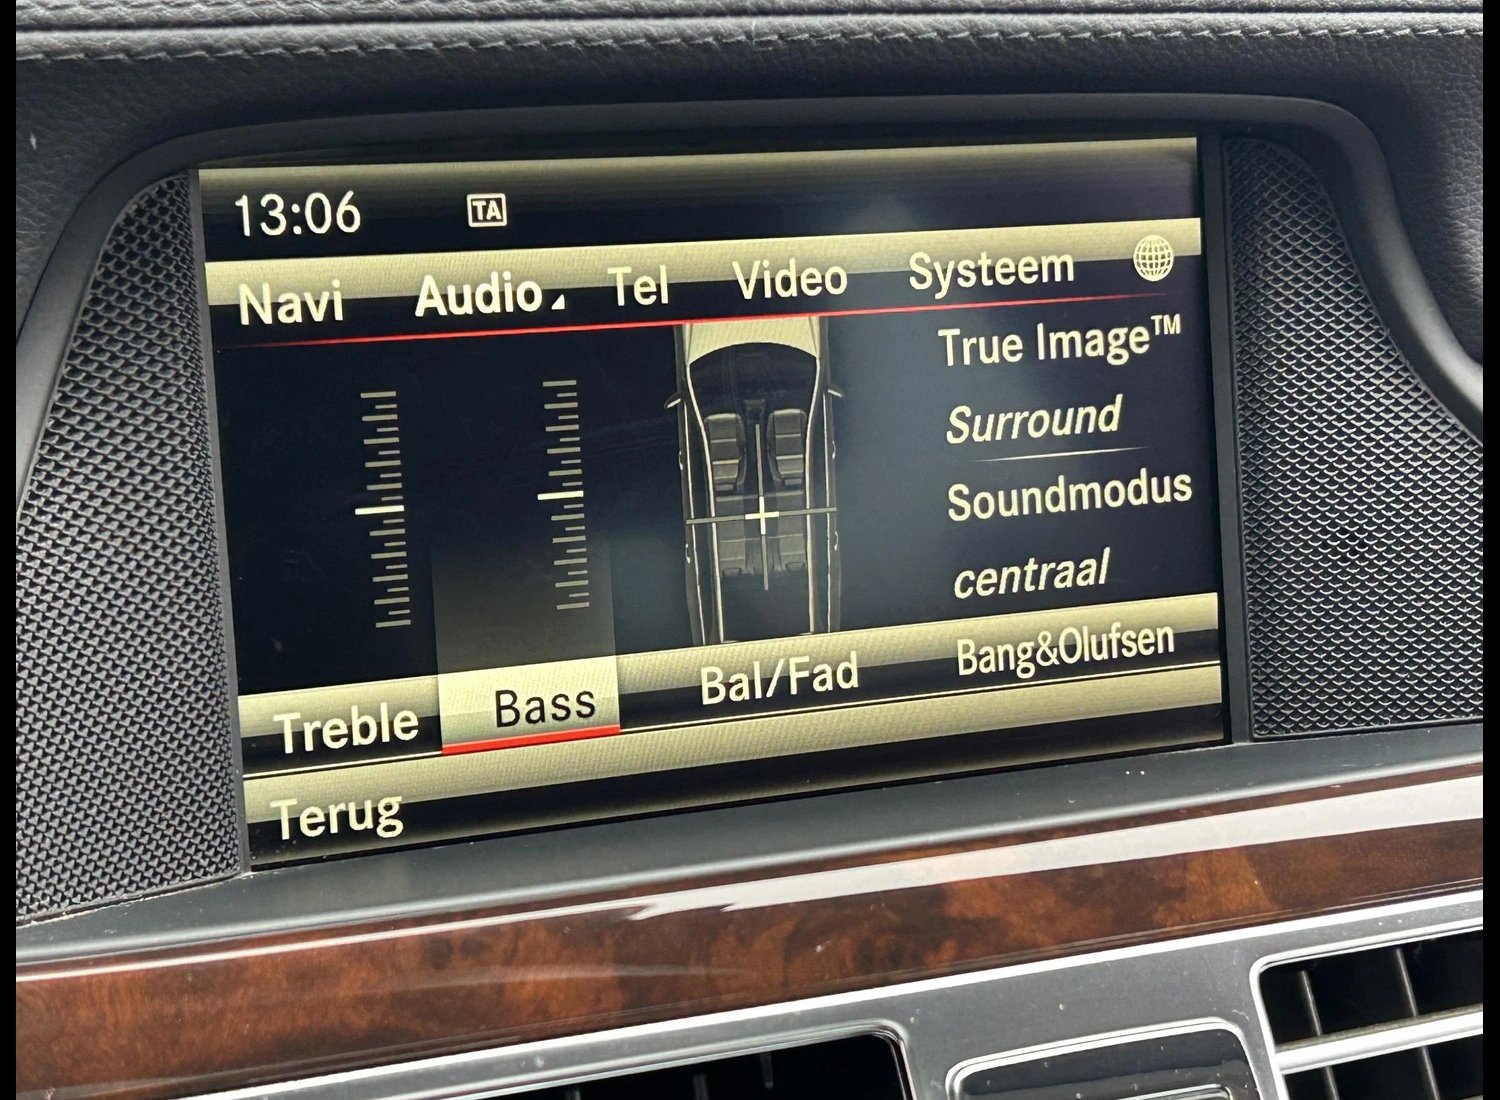 13:06 TA
Navi Audio Tel Video Systeem
True Image™
Surround
Soundmodus
centraal
Treble Bass Bal/Fad Bang&Olufsen
Terug